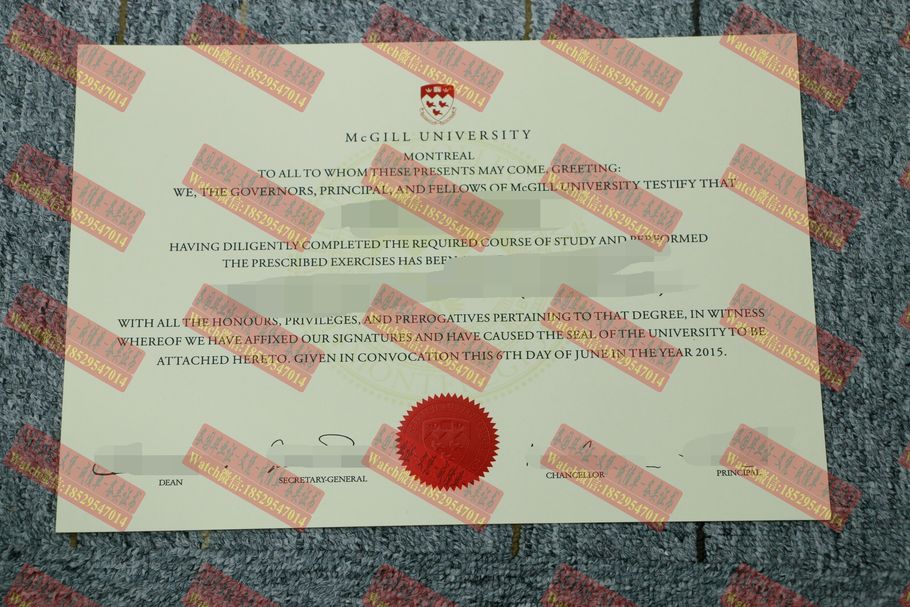 McGILL UNIVERSITY
MONTREAL
TO ALL TO WHOM THESE PRESENTS MAY COME, GREETING:
WE, THE GOVERNORS, PRINCIPAL, AND FELLOWS OF McGILL UNIVERSITY TESTIFY THAT
HAVING DILIGENTLY COMPLETED THE REQUIRED COURSE OF STUDY AND PERFORMED
THE PRESCRIBED EXERCISES HAS BEEN
WITH ALL THE HONOURS, PRIVILEGES, AND PREROGATIVES PERTAINING TO THAT DEGREE, IN WITNESS
WHEREOF WE HAVE AFFIXED OUR SIGNATURES AND HAVE CAUSED THE SEAL OF THE UNIVERSITY TO BE
ATTACHED HERETO. GIVEN IN CONVOCATION THIS 6TH DAY OF JUNE IN THE YEAR 2015.
DEAN
SECRETARY-GENERAL
CHANCELLOR
PRINCIPAL
Watch微信:18529547014